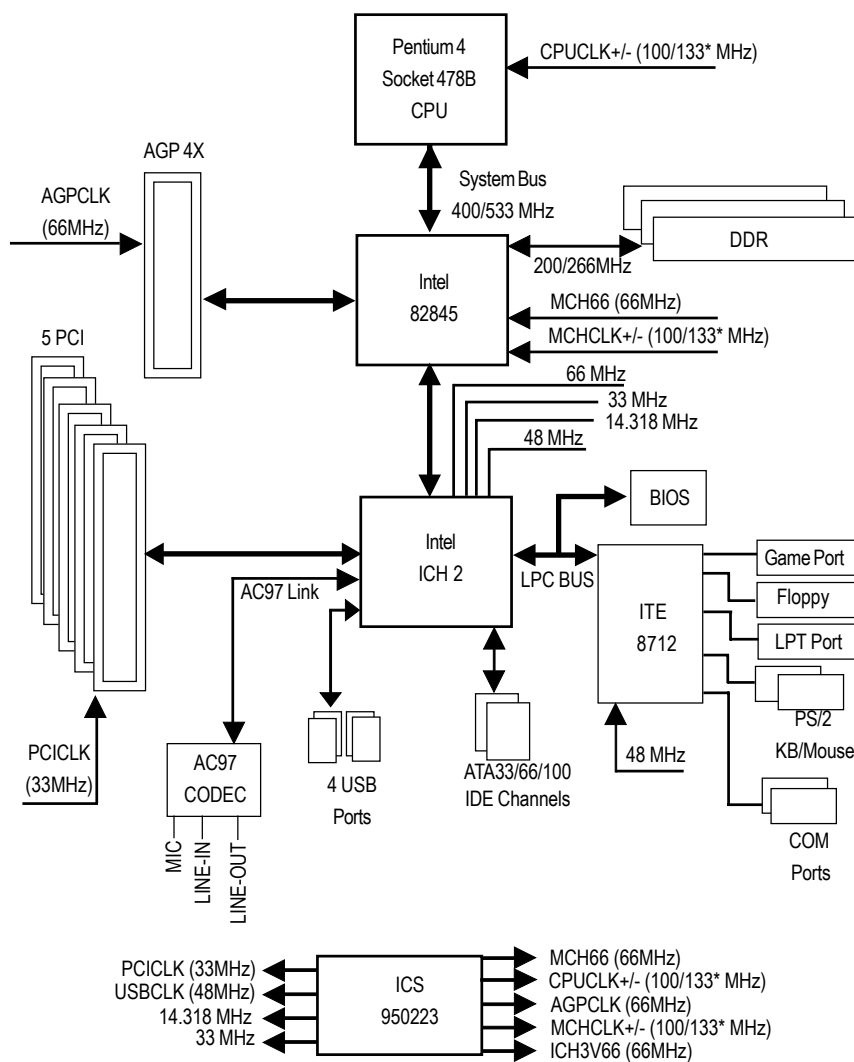 Pentium 4
Socket 478B
CPU
CPUCLK+/- (100/133* MHz)
AGP 4X
AGPCLK
(66MHz)
System Bus
400/533 MHz
DDR
200/266MHz
Intel
82845
MCH66 (66MHz)
MCHCLK+/- (100/133* MHz)
5 PCI
66 MHz
33 MHz
14.318 MHz
48 MHz
BIOS
Intel
ICH 2
LPC BUS
AC97 Link
ITE
8712
Game Port
Floppy
LPT Port
PS/2
KB/Mouse
48 MHz
COM
Ports
PCICLK
(33MHz)
AC97
CODEC
MIC
LINE-IN
LINE-OUT
4 USB
Ports
ATA33/66/100
IDE Channels
PCICLK (33MHz)
USBCLK (48MHz)
14.318 MHz
33 MHz
ICS
950223
MCH66 (66MHz)
CPUCLK+/- (100/133* MHz)
AGPCLK (66MHz)
MCHCLK+/- (100/133* MHz)
ICH3V66 (66MHz)